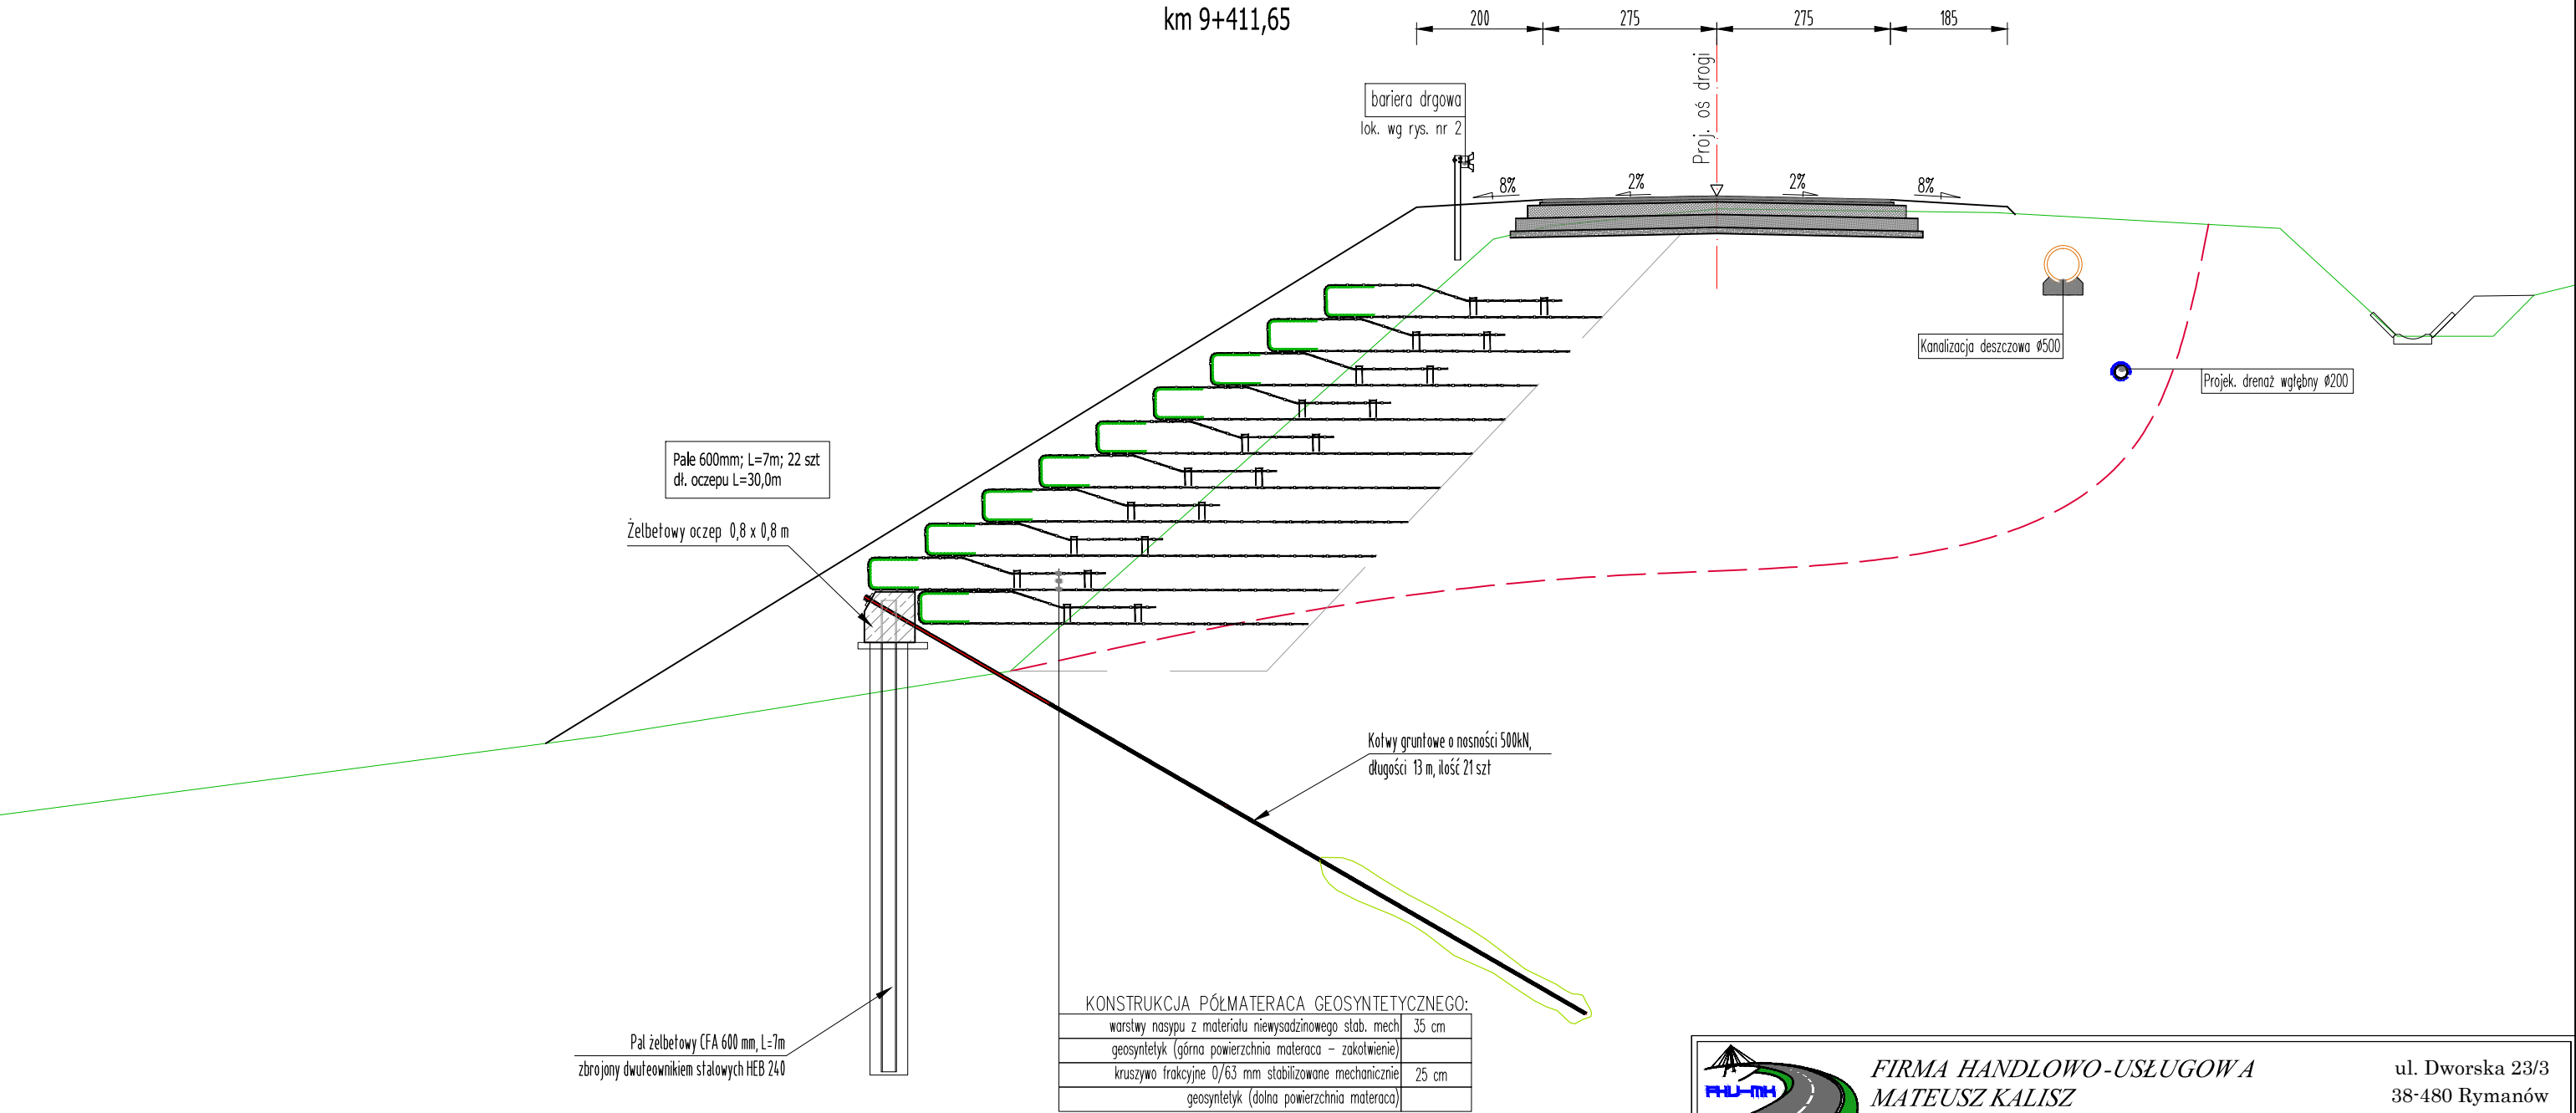 km 9+411,65
200
275
275
185
Proj. oś drogi
bariera drgowa
lok. wg rys. nr 2
8%
2%
2%
8%
Kanalizacja deszczowa ø500
Projek. drenaż wgłębny ø200
Pale 600mm; L=7m; 22 szt
dł. oczepu L=30,0m
Żelbetowy oczep 0,8 x 0,8 m
Kotwy gruntowe o nośności 500kN,
długości 13 m, ilość 21 szt
Pal żelbetowy CFA 600 mm, L=7m
zbrojony dwuteownikiem stalowych HEB 240
KONSTRUKCJA PÓŁMATERACA GEOSYNTETYCZNEGO:
warstwy nasypu z materiału niewysadzinowego stab. mech 35 cm
geosyntetyk (górna powierzchnia materaca - zakotwienie)
kruszywo frakcyjne 0/63 mm stabilizowane mechanicznie 25 cm
geosyntetyk (dolna powierzchnia materaca)
FHU-MK
FIRMA HANDLOWO-USŁUGOWA
MATEUSZ KALISZ
ul. Dworska 23/3
38-480 Rymanów